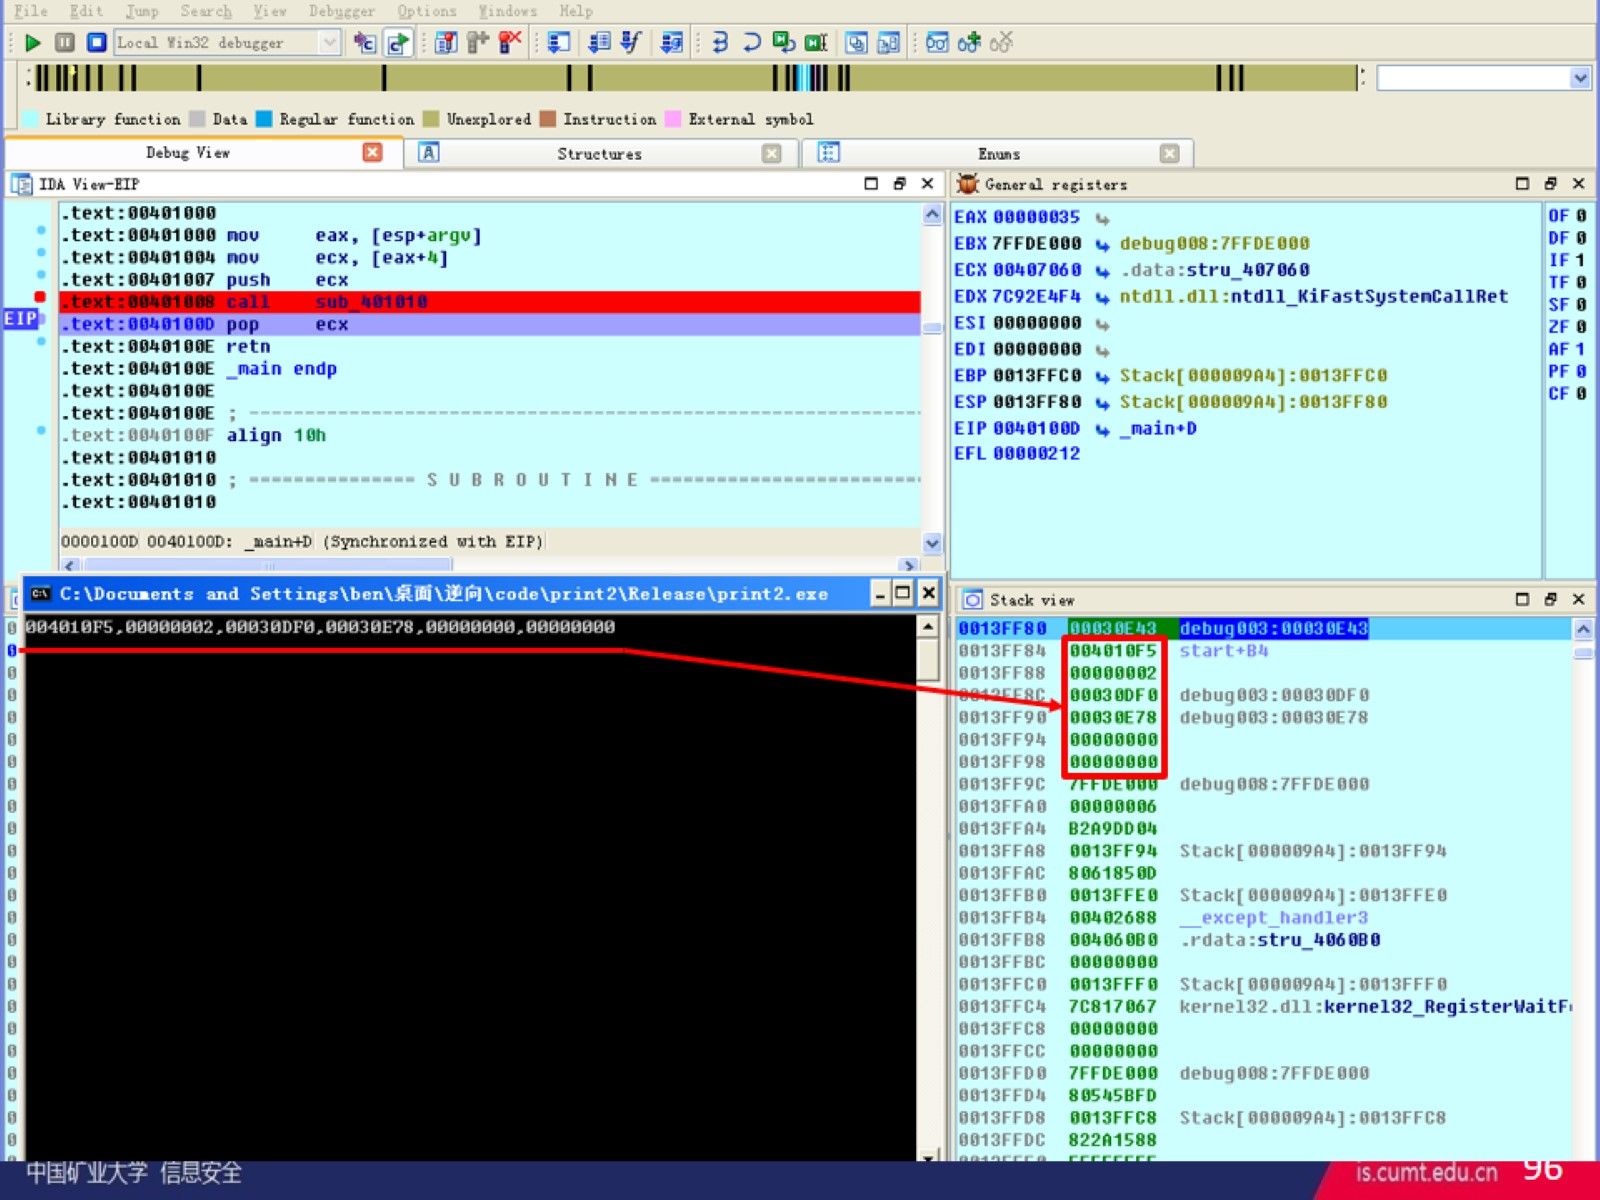 File Edit Jump Search View Debugger Options Windows Help
Local Win32 debugger
Library function Data Regular function Unexplored Instruction External symbol
Debug View Structures Enums
IDA View-EIP
.text:00401000
.text:00401000 mov eax, [esp+argv]
.text:00401004 mov ecx, [eax+4]
.text:00401007 push ecx
.text:00401008 call sub_401010
EIP .text:0040100D pop ecx
.text:0040100E retn
.text:0040100E _main endp
.text:0040100E
.text:0040100E ; ----------------------------------------
.text:0040100F align 10h
.text:00401010
.text:00401010 ; =============== S U B R O U T I N E =======================
.text:00401010
0000100D 0040100D: _main+D (Synchronized with EIP)
General registers
EAX 00000035
EBX 7FFDE000 debug008:7FFDE000
ECX 00407060 .data:stru_407060
EDX 7C92E4F4 ntdll.dll:ntdll_KiFastSystemCallRet
ESI 00000000
EDI 00000000
EBP 0013FFC0 Stack[000009A4]:0013FFC0
ESP 0013FF80 Stack[000009A4]:0013FF80
EIP 0040100D _main+D
EFL 00000212
OF 0
DF 0
IF 1
TF 0
SF 0
ZF 0
AF 1
PF 0
CF 0
C:\Documents and Settings\ben\桌面\逆向\code\print2\Release\print2.exe
004010F5,00000002,00030DF0,00030E78,00000000,00000000
Stack view
0013FF80 00030E43 debug003:00030E43
0013FF84 004010F5 start+B4
0013FF88 00000002
0013FF8C 00030DF0 debug003:00030DF0
0013FF90 00030E78 debug003:00030E78
0013FF94 00000000
0013FF98 00000000
0013FF9C 7FFDE000 debug008:7FFDE000
0013FFA0 00000006
0013FFA4 B2A9DD04
0013FFA8 0013FF94 Stack[000009A4]:0013FF94
0013FFAC 8061850D
0013FFB0 0013FFE0 Stack[000009A4]:0013FFE0
0013FFB4 00402688 __except_handler3
0013FFB8 004060B0 .rdata:stru_4060B0
0013FFBC 00000000
0013FFC0 0013FFF0 Stack[000009A4]:0013FFF0
0013FFC4 7C817067 kernel32.dll:kernel32_RegisterWaitF
0013FFC8 00000000
0013FFCC 00000000
0013FFD0 7FFDE000 debug008:7FFDE000
0013FFD4 80545BFD
0013FFD8 0013FFC8 Stack[000009A4]:0013FFC8
0013FFDC 822A1588
中国矿业大学 信息安全
is.cumt.edu.cn 96